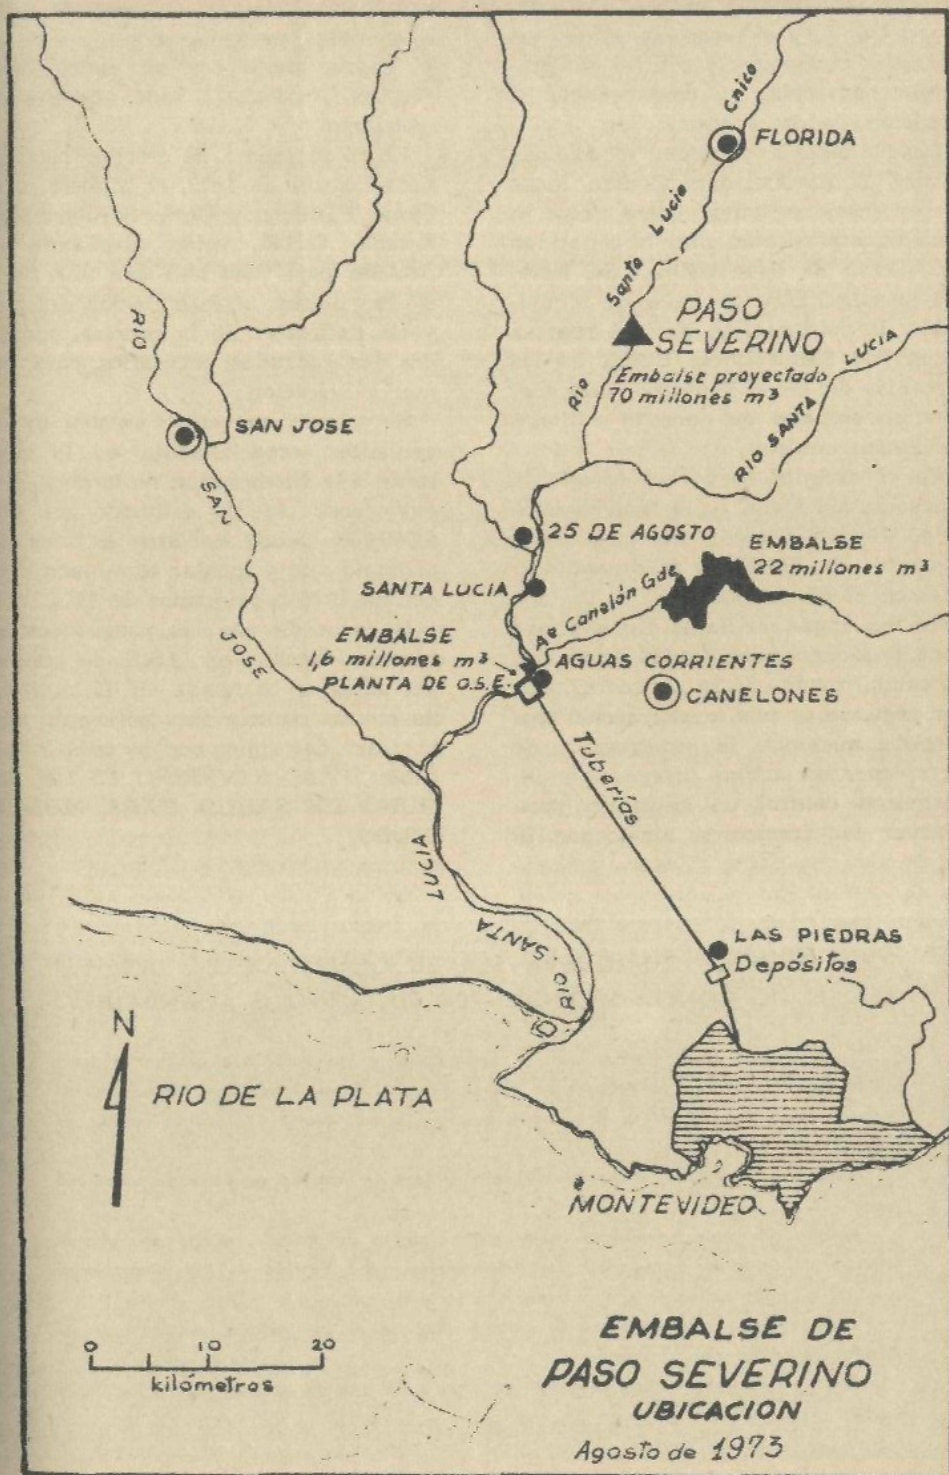 Chico
FLORIDA
Santa Lucia
Rio
PASO
SEVERINO
Embalse proyectado
70 millones m³
RIO SANTA LUCIA
RIO
SAN JOSE
SAN
JOSE
25 DE AGOSTO
EMBALSE
22 millones m³
SANTA LUCIA
Aº Canelón Gde
EMBALSE
1,6 millones m³
PLANTA DE O.S.E.
AGUAS CORRIENTES
CANELONES
Tuberías
LUCIA
SANTA
RIO
LAS PIEDRAS
Depósitos
N
RIO DE LA PLATA
MONTEVIDEO
0 10 20
kilómetros
EMBALSE DE
PASO SEVERINO
UBICACION
Agosto de 1973